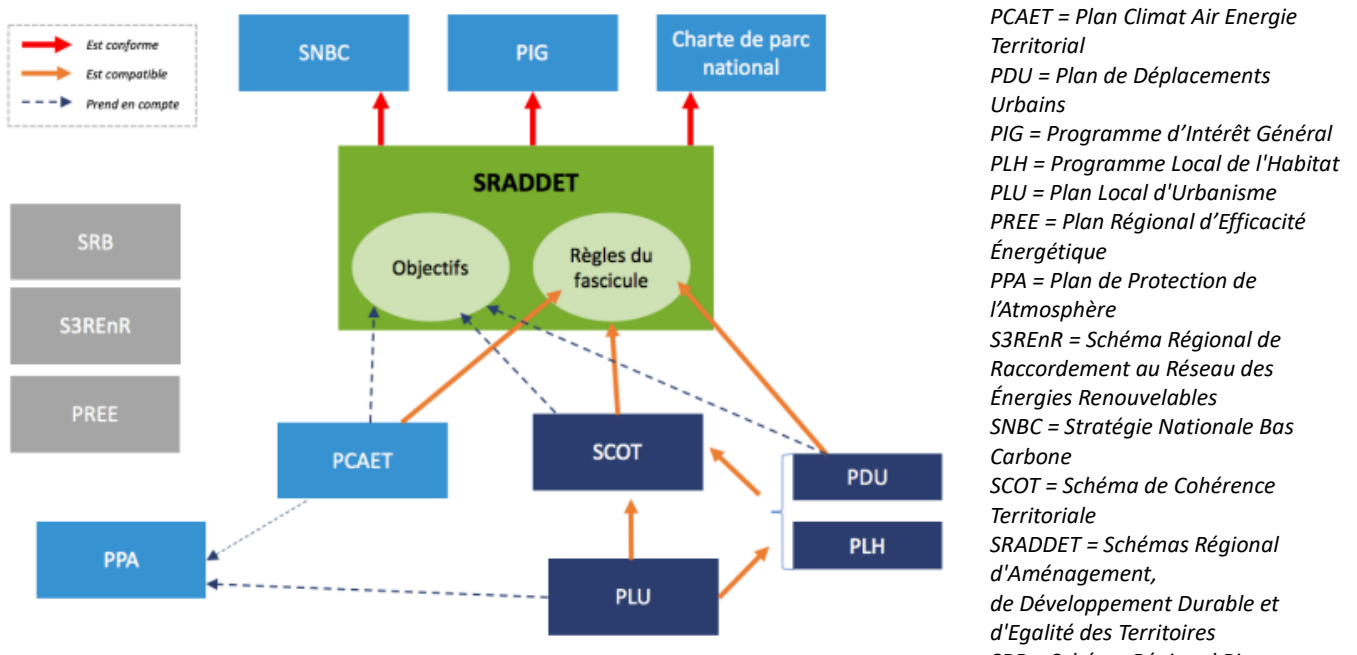 Est conforme
Est compatible
Prend en compte
SNBC
PIG
Charte de parc
national
SRADDET
Objectifs
Règles du
fascicule
SRB
S3REnR
PREE
PCAET
SCOT
PDU
PLH
PPA
PLU
PCAET = Plan Climat Air Energie
Territorial
PDU = Plan de Déplacements
Urbains
PIG = Programme d’Intérêt Général
PLH = Programme Local de l'Habitat
PLU = Plan Local d'Urbanisme
PREE = Plan Régional d’Efficacité
Énergétique
PPA = Plan de Protection de
l’Atmosphère
S3REnR = Schéma Régional de
Raccordement au Réseau des
Énergies Renouvelables
SNBC = Stratégie Nationale Bas
Carbone
SCOT = Schéma de Cohérence
Territoriale
SRADDET = Schémas Régional
d'Aménagement,
de Développement Durable et
d'Egalité des Territoires